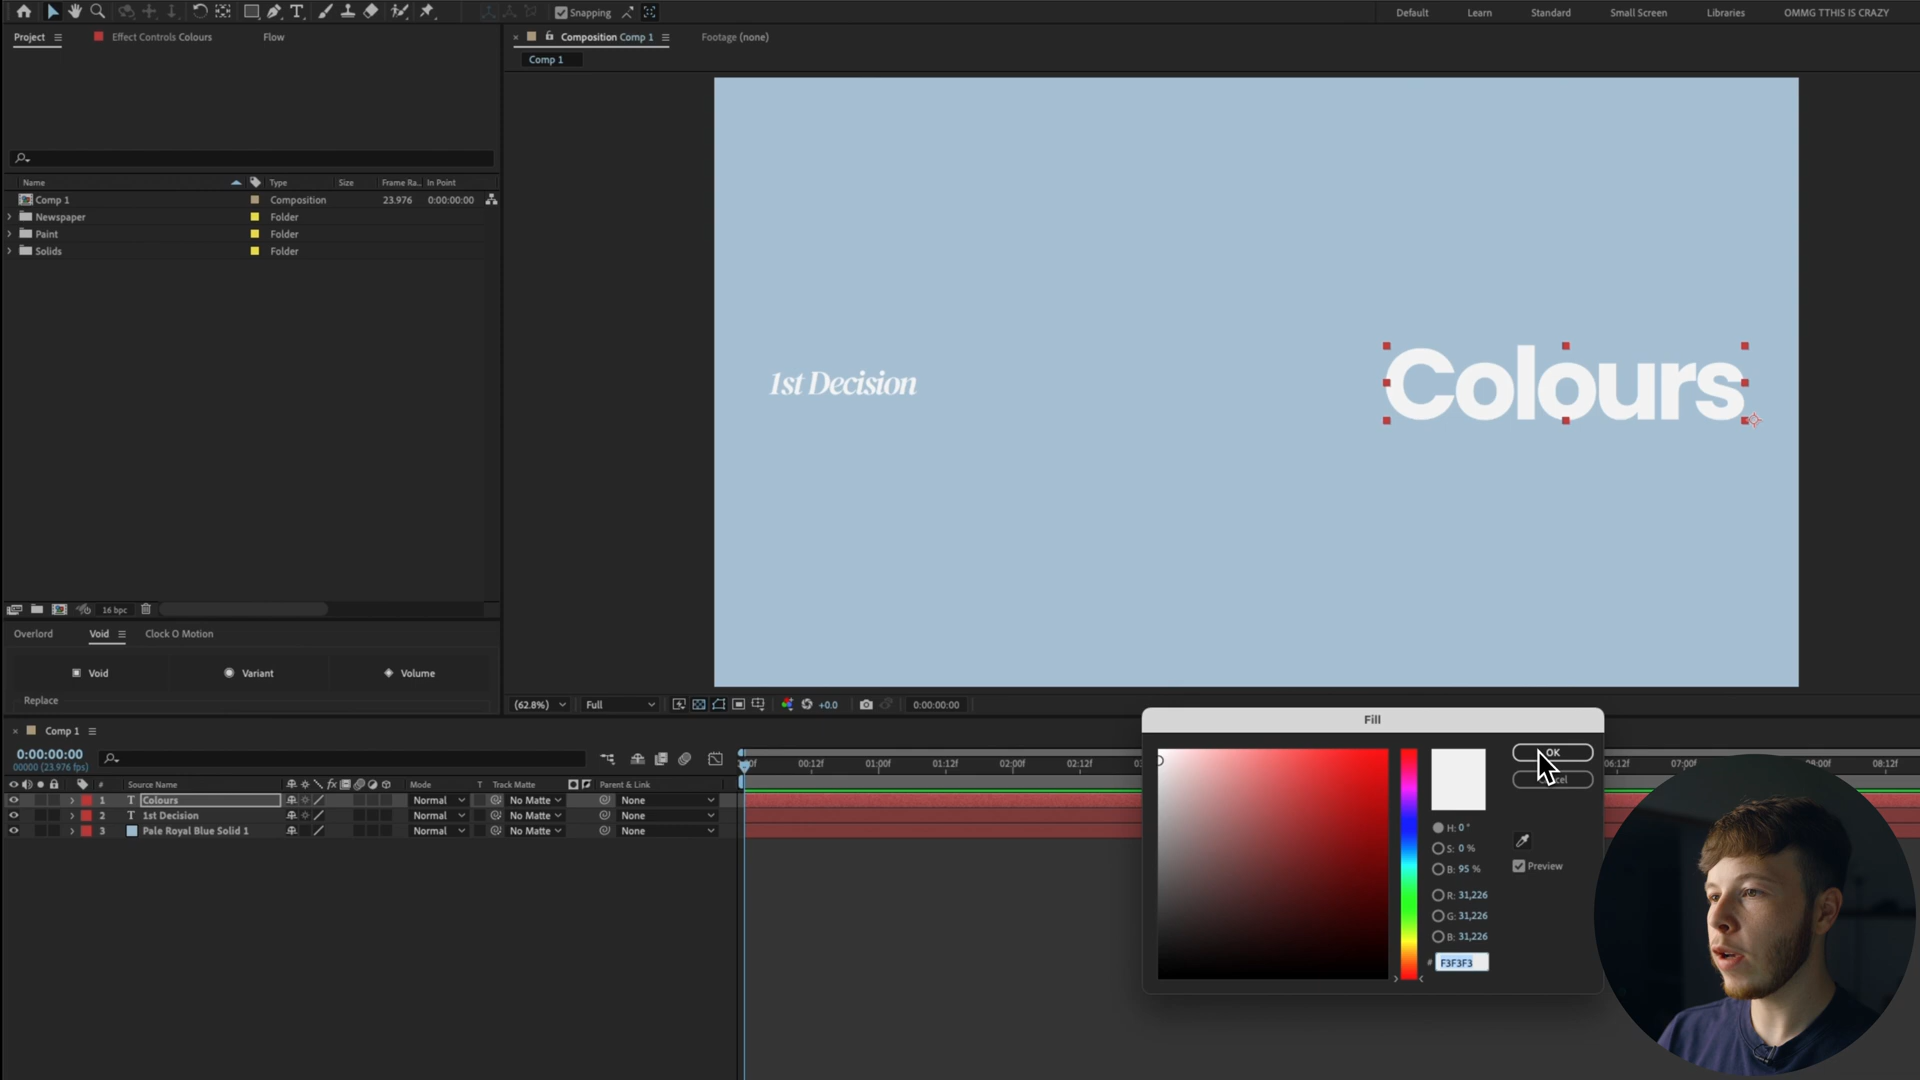 Snapping
Default
Learn
Standard
Small Screen
Libraries
OMMG TTHIS IS CRAZY
Project
Effect Controls Colours
Flow
Composition Comp 1
Footage (none)
Comp 1
Name
Type
Size
Frame Ra..
In Point
Comp 1
Composition
23.976
0:00:00:00
Newspaper
Folder
Paint
Folder
Solids
Folder
1st Decision
Colours
16 bpc
Overlord
Void
Clock O Motion
Void
Variant
Volume
Replace
(62.8%)
Full
+0.0
0:00:00:00
Comp 1
0:00:00:00
00000 (23.976 fps)
#
Source Name
fx
Mode
T
Track Matte
Parent & Link
00:12f
01:00f
01:12f
02:00f
02:12f
06:12f
07:00f
08:00f
08:12f
1 T Colours Normal No Matte None
2 T 1st Decision Normal No Matte None
3 Pale Royal Blue Solid 1 Normal No Matte None
Fill
OK
H: 0 °
S: 0 %
B: 95 %
Preview
R: 31,226
G: 31,226
B: 31,226
# F3F3F3